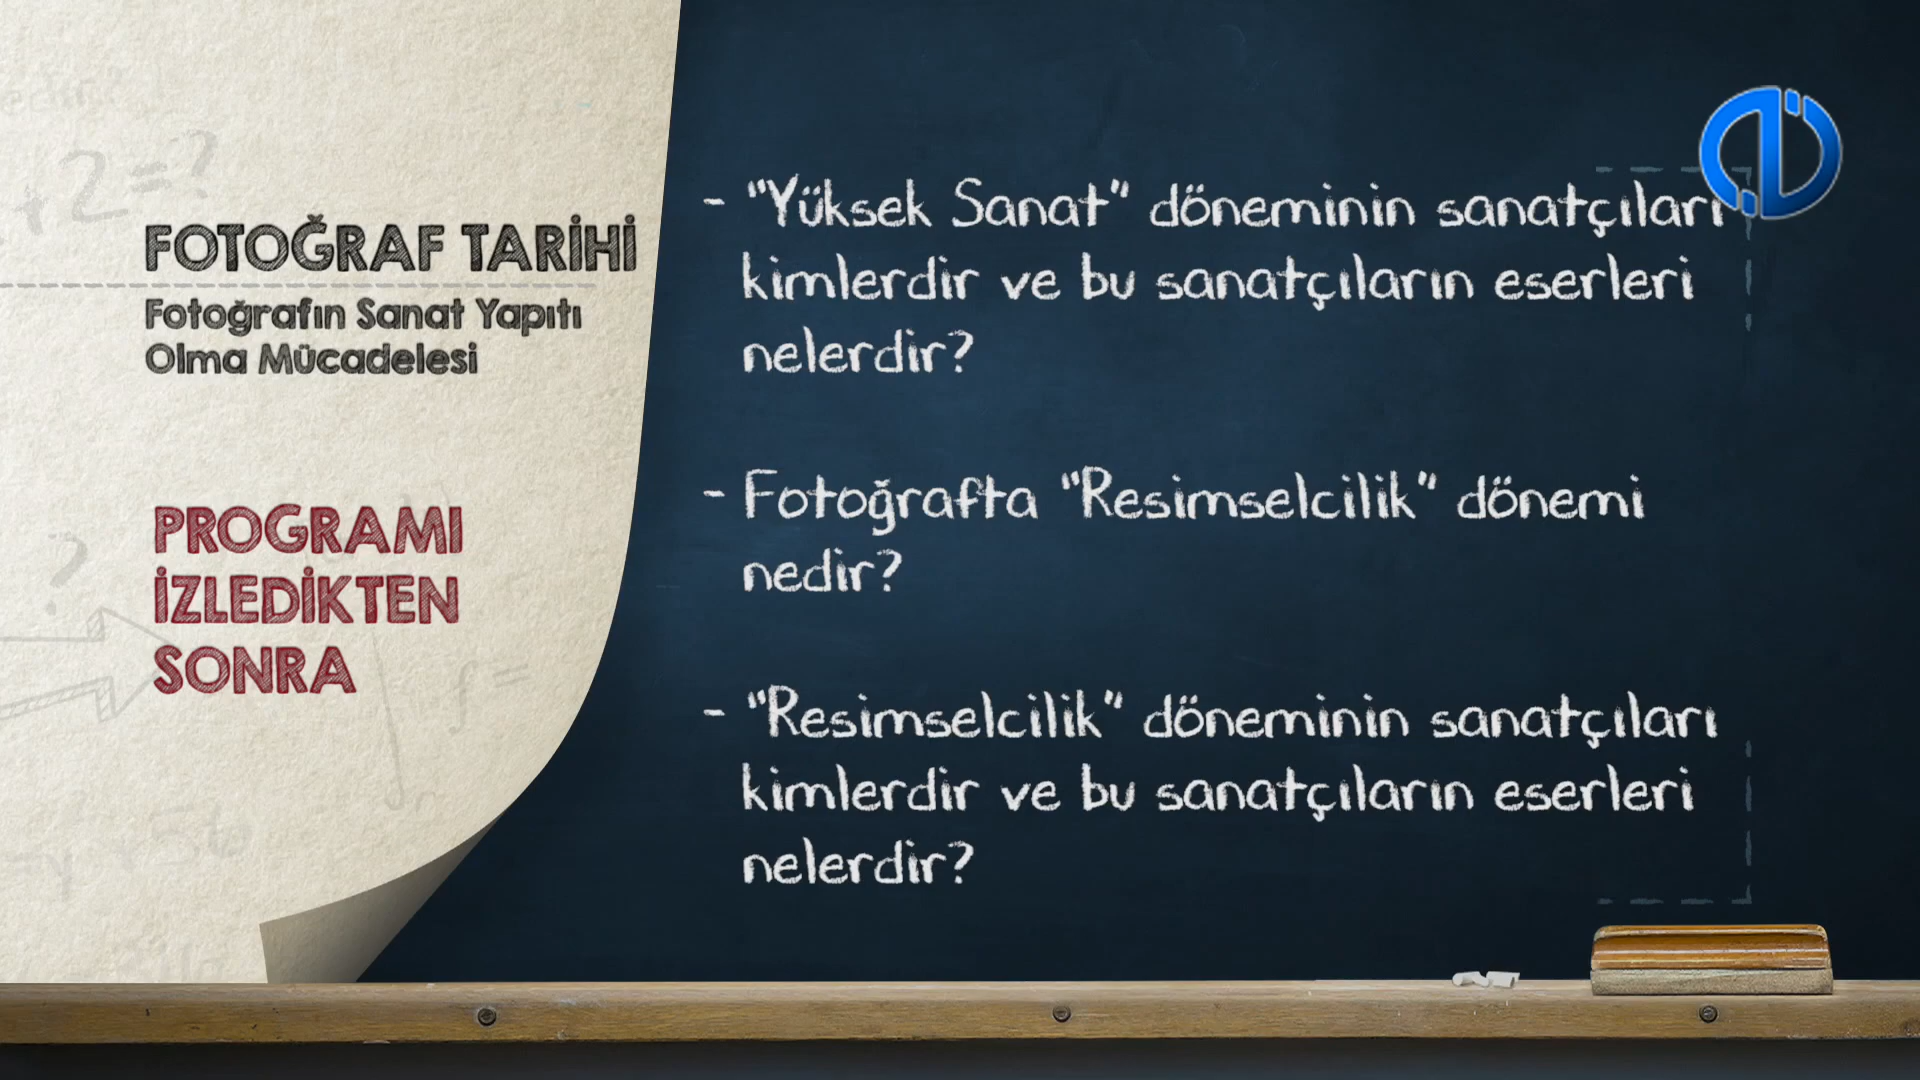 FOTOĞRAF TARİHİ
Fotoğrafın Sanat Yapıtı
Olma Mücadelesi
PROGRAMI
İZLEDİKTEN
SONRA
- "Yüksek Sanat" döneminin sanatçıları
kimlerdir ve bu sanatçıların eserleri
nelerdir?
- Fotoğrafta "Resimselcilik" dönemi
nedir?
- "Resimselcilik" döneminin sanatçıları
kimlerdir ve bu sanatçıların eserleri
nelerdir?
+2=?
?
f=